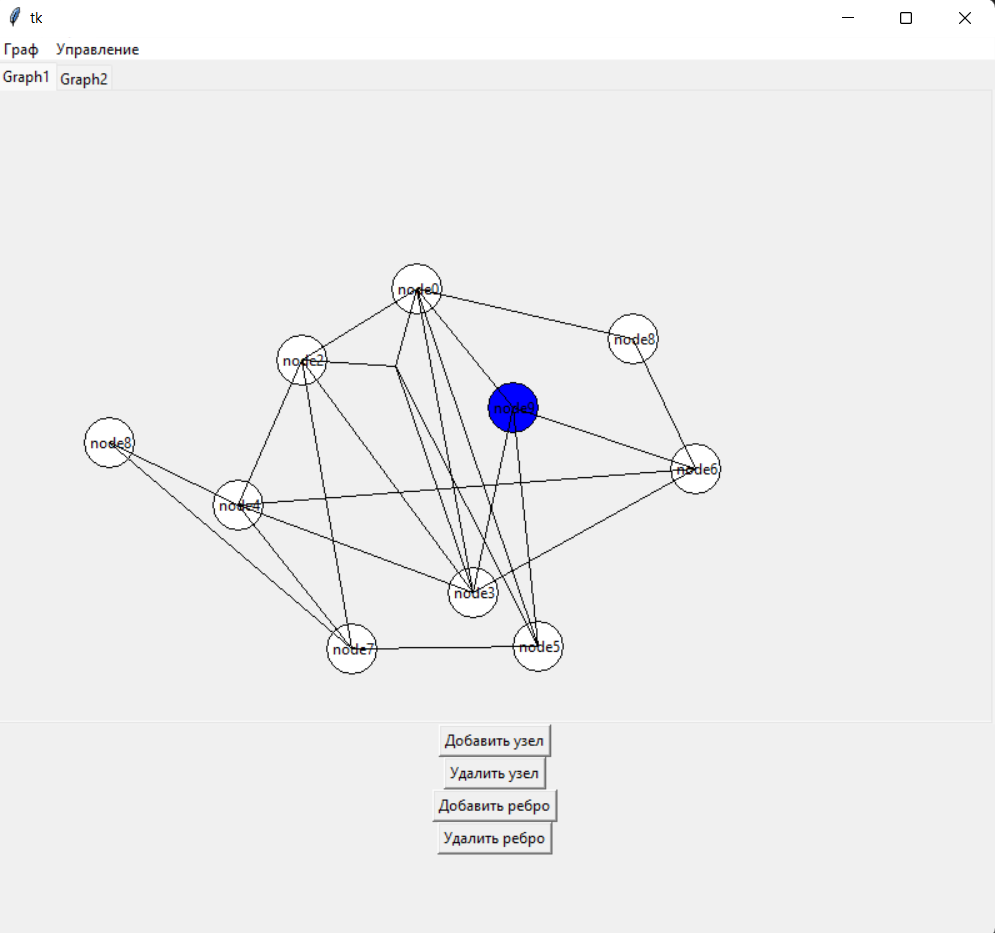 tk
Граф Управление
Graph1 Graph2
node0
node8
node2
node9
node8
node6
node4
node3
node7
node5
Добавить узел
Удалить узел
Добавить ребро
Удалить ребро